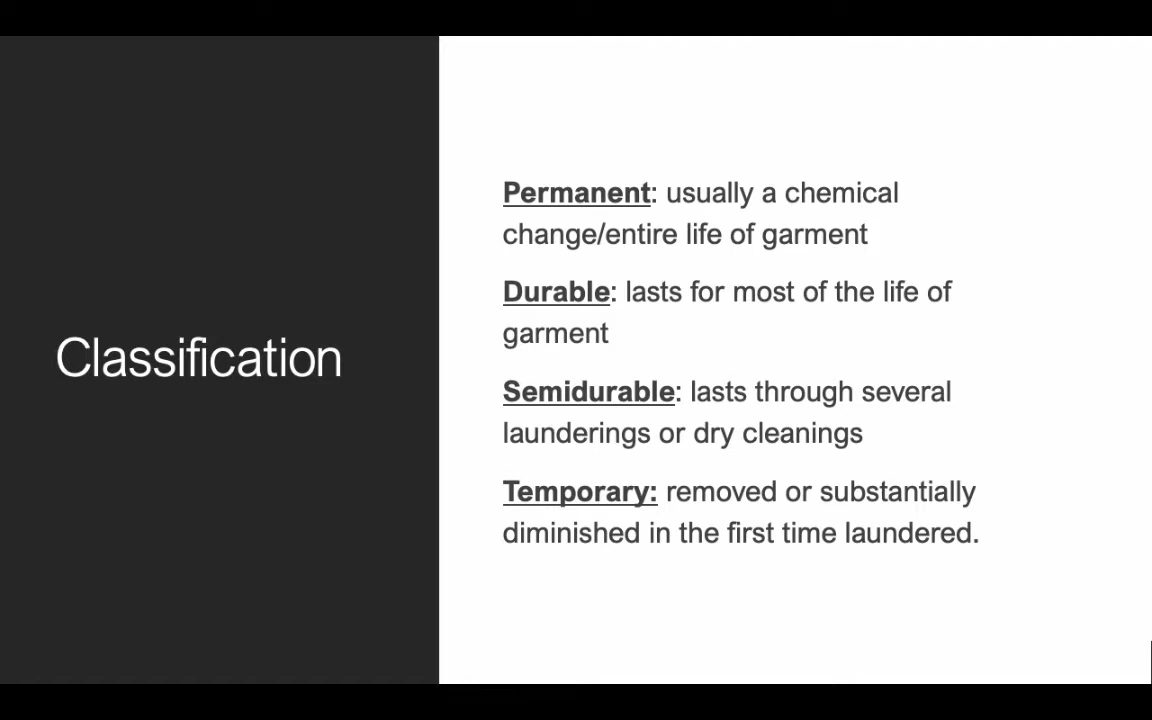 Classification
Permanent: usually a chemical
change/entire life of garment
Durable: lasts for most of the life of
garment
Semidurable: lasts through several
launderings or dry cleanings
Temporary: removed or substantially
diminished in the first time laundered.